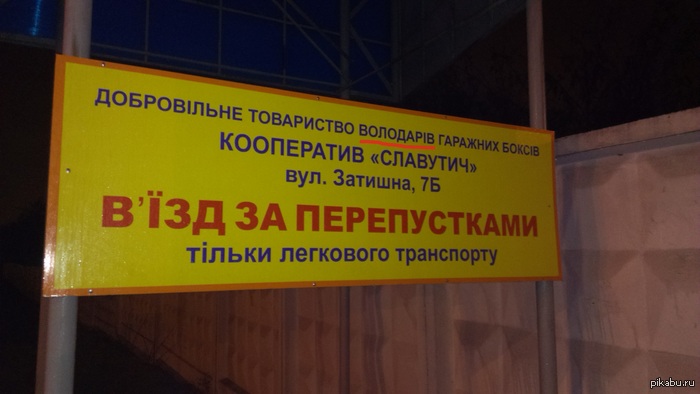 ДОБРОВІЛЬНЕ ТОВАРИСТВО ВОЛОДАРІВ ГАРАЖНИХ БОКСІВ
КООПЕРАТИВ «СЛАВУТИЧ»
вул. Затишна, 7Б
В'ЇЗД ЗА ПЕРЕПУСТКАМИ
тільки легкового транспорту
pikabu.ru